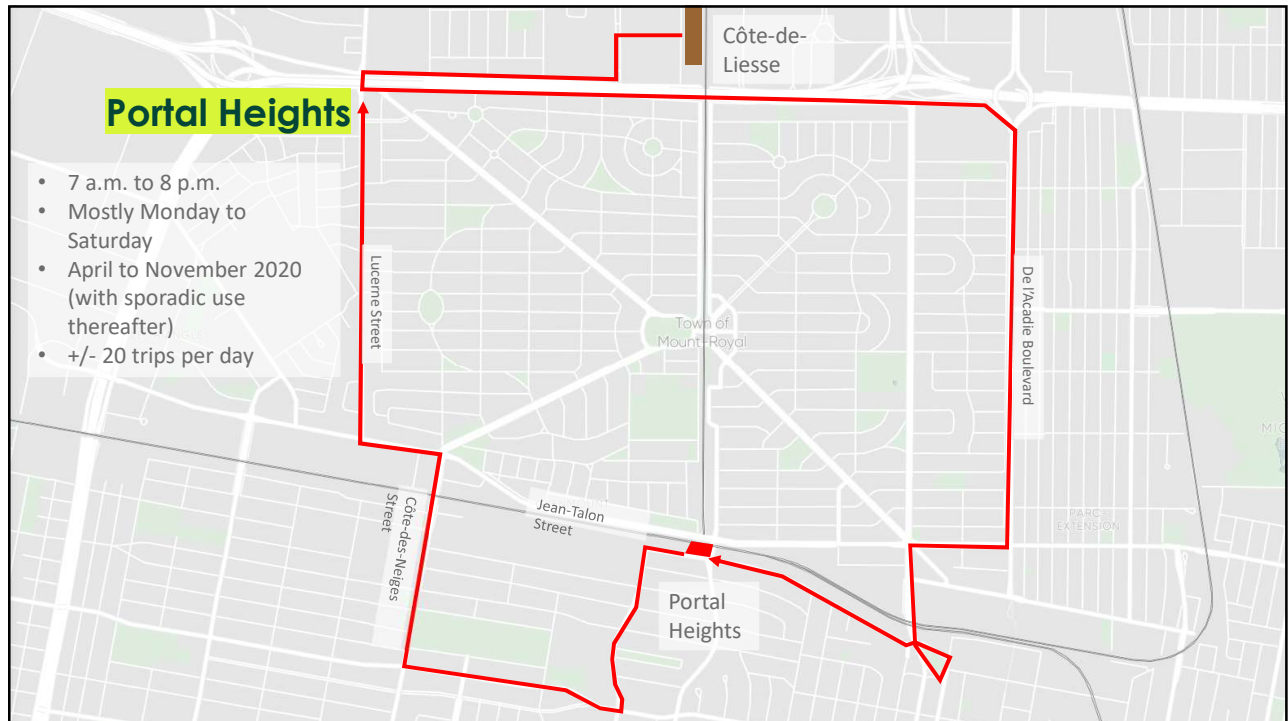 Côte-de-
Liesse
Portal Heights
• 7 a.m. to 8 p.m.
• Mostly Monday to
Saturday
• April to November 2020
(with sporadic use
thereafter)
• +/- 20 trips per day
Lucerne Street
Town of
Mount-Royal
De l'Acadie Boulevard
Côte-des-Neiges
Street
Jean-Talon
Street
PARC-
EXTENSION
Portal
Heights